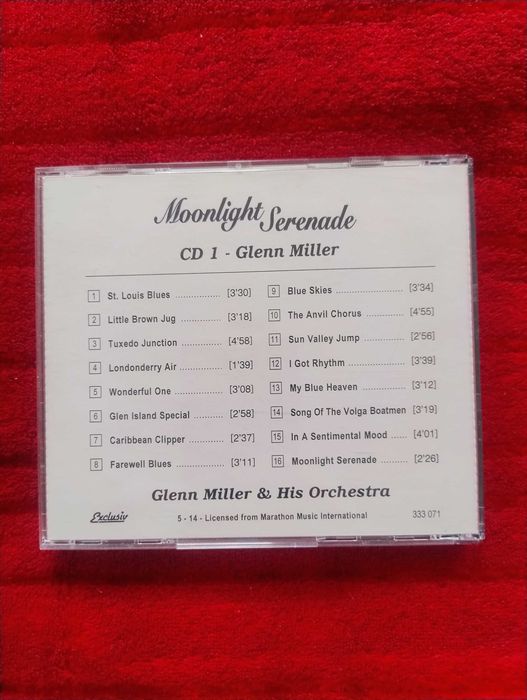 Moonlight Serenade
CD 1 - Glenn Miller
1 St. Louis Blues ................. [3'30]
2 Little Brown Jug ............... [3'18]
3 Tuxedo Junction ............... [4'58]
4 Londonderry Air ............... [1'39]
5 Wonderful One ................. [3'08]
6 Glen Island Special ........... [2'58]
7 Caribbean Clipper ............. [2'37]
8 Farewell Blues ................. [3'11]
9 Blue Skies ........................ [3'34]
10 The Anvil Chorus .............. [4'55]
11 Sun Valley Jump ............... [2'56]
12 I Got Rhythm .................... [3'39]
13 My Blue Heaven ................ [3'12]
14 Song Of The Volga Boatmen [3'19]
15 In A Sentimental Mood ...... [4'01]
16 Moonlight Serenade .......... [2'26]
Glenn Miller & His Orchestra
Exclusiv 5 - 14 - Licensed from Marathon Music International 333 071